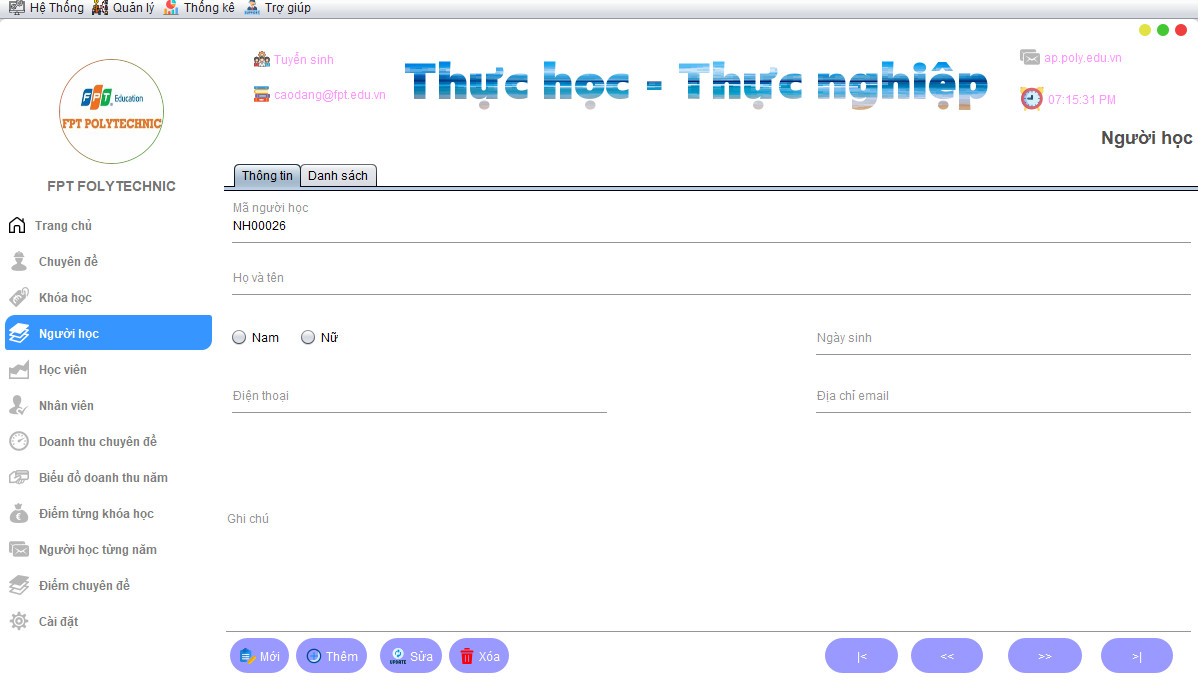 Hệ Thống Quản lý Thống kê Trợ giúp
FPT Education
FPT POLYTECHNIC
FPT FOLYTECHNIC
Tuyển sinh
caodang@fpt.edu.vn
Thực học - Thực nghiệp
ap.poly.edu.vn
07:15:31 PM
Người học
Trang chủ
Chuyên đề
Khóa học
Người học
Học viên
Nhân viên
Doanh thu chuyên đề
Biểu đồ doanh thu năm
Điểm từng khóa học
Người học từng năm
Điểm chuyên đề
Cài đặt
Thông tin Danh sách
Mã người học
NH00026
Họ và tên
Nam Nữ Ngày sinh
Điện thoại Địa chỉ email
Ghi chú
Mới Thêm UPDATE Sửa Xóa |< << >> >|